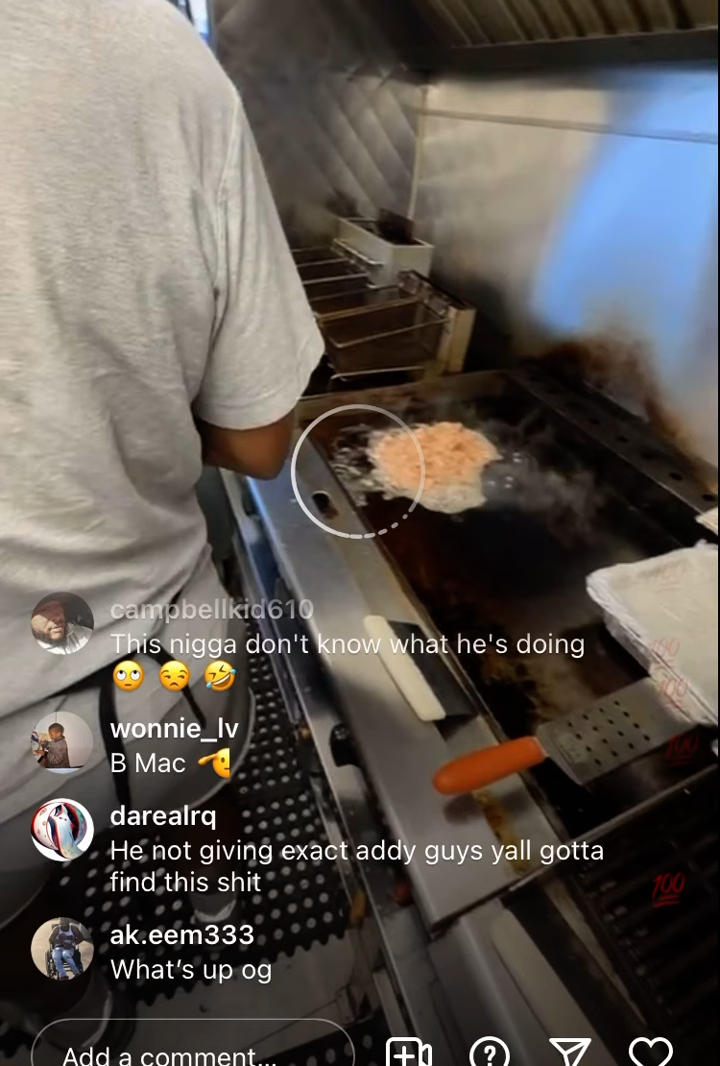 campbellkid610
This nigga don't know what he's doing
🙄 😒 🤣
wonnie_lv
B Mac 🫡
darealrq
He not giving exact addy guys yall gotta
find this shit
ak.eem333
What's up og
Add a comment...